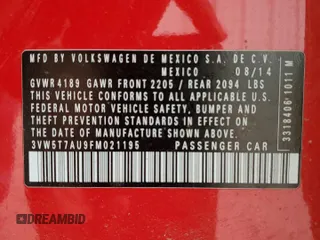 MFD BY VOLKSWAGEN DE MEXICO S.A. DE C.V.
MEXICO 08/14
GVWR4189 GAWR FRONT 2205 / REAR 2094 LBS
THIS VEHICLE CONFORMS TO ALL APPLICABLE
FEDERAL MOTOR VEHICLE SAFETY, BUMPER AND
THEFT PREVENTION STANDARDS IN EFFECT ON THE
DATE OF MANUFACTURE SHOWN ABOVE.
3VW5T7AU9FM021195 PASSENGER CAR
3318406 1011 M
© DREAMBID